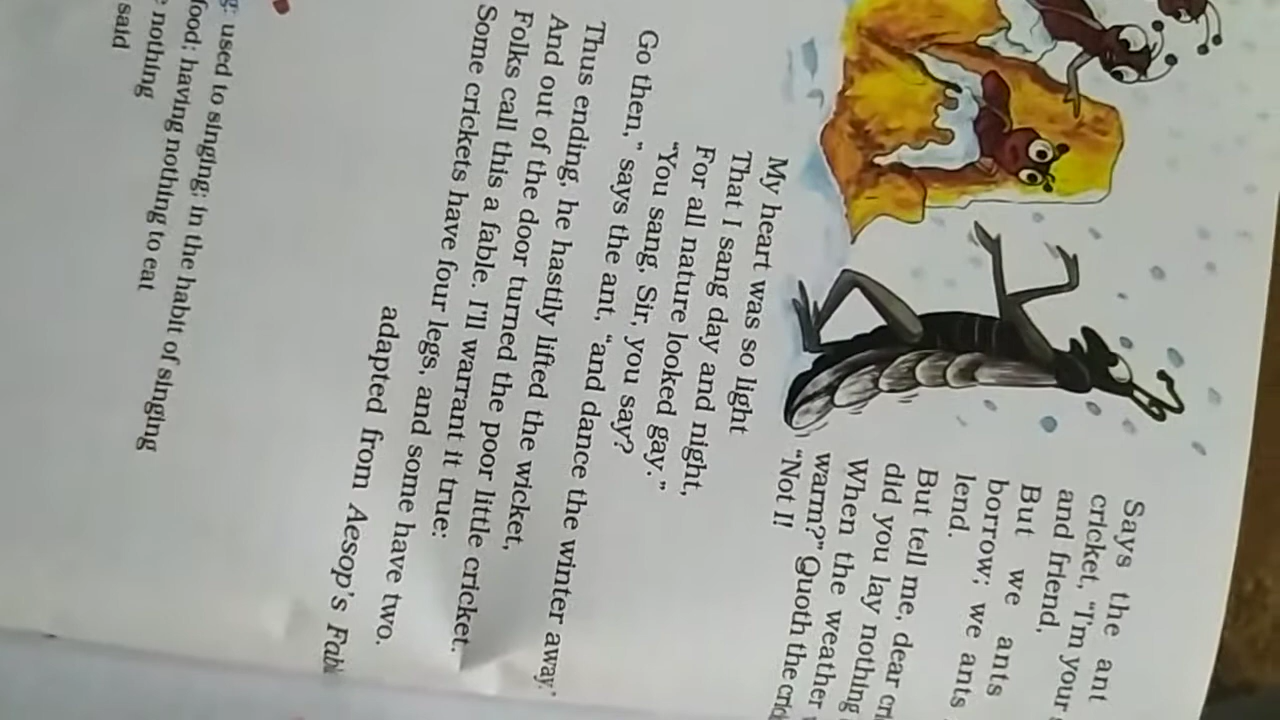 Says the ant
cricket, "I'm your
and friend,
But we ants
borrow; we ants
lend.
But tell me, dear
did you lay nothing
When the weather
warm?" Quoth the
"Not I!
My heart was so light
That I sang day and night,
For all nature looked gay."
"You sang, Sir, you say?
Go then," says the ant, "and dance the winter away."
Thus ending, he hastily lifted the wicket,
And out of the door turned the poor little cricket.
Folks call this a fable. I'll warrant it true:
Some crickets have four legs, and some have two.
adapted from Aesop's
used to singing: in the habit of singing
food: having nothing to eat
nothing
said